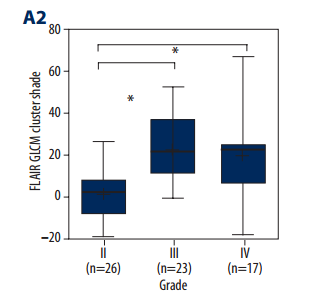 A2
80
60
40
20
0
–20
FLAIR GLCM cluster shade
*
*
II III IV
(n=26) (n=23) (n=17)
Grade